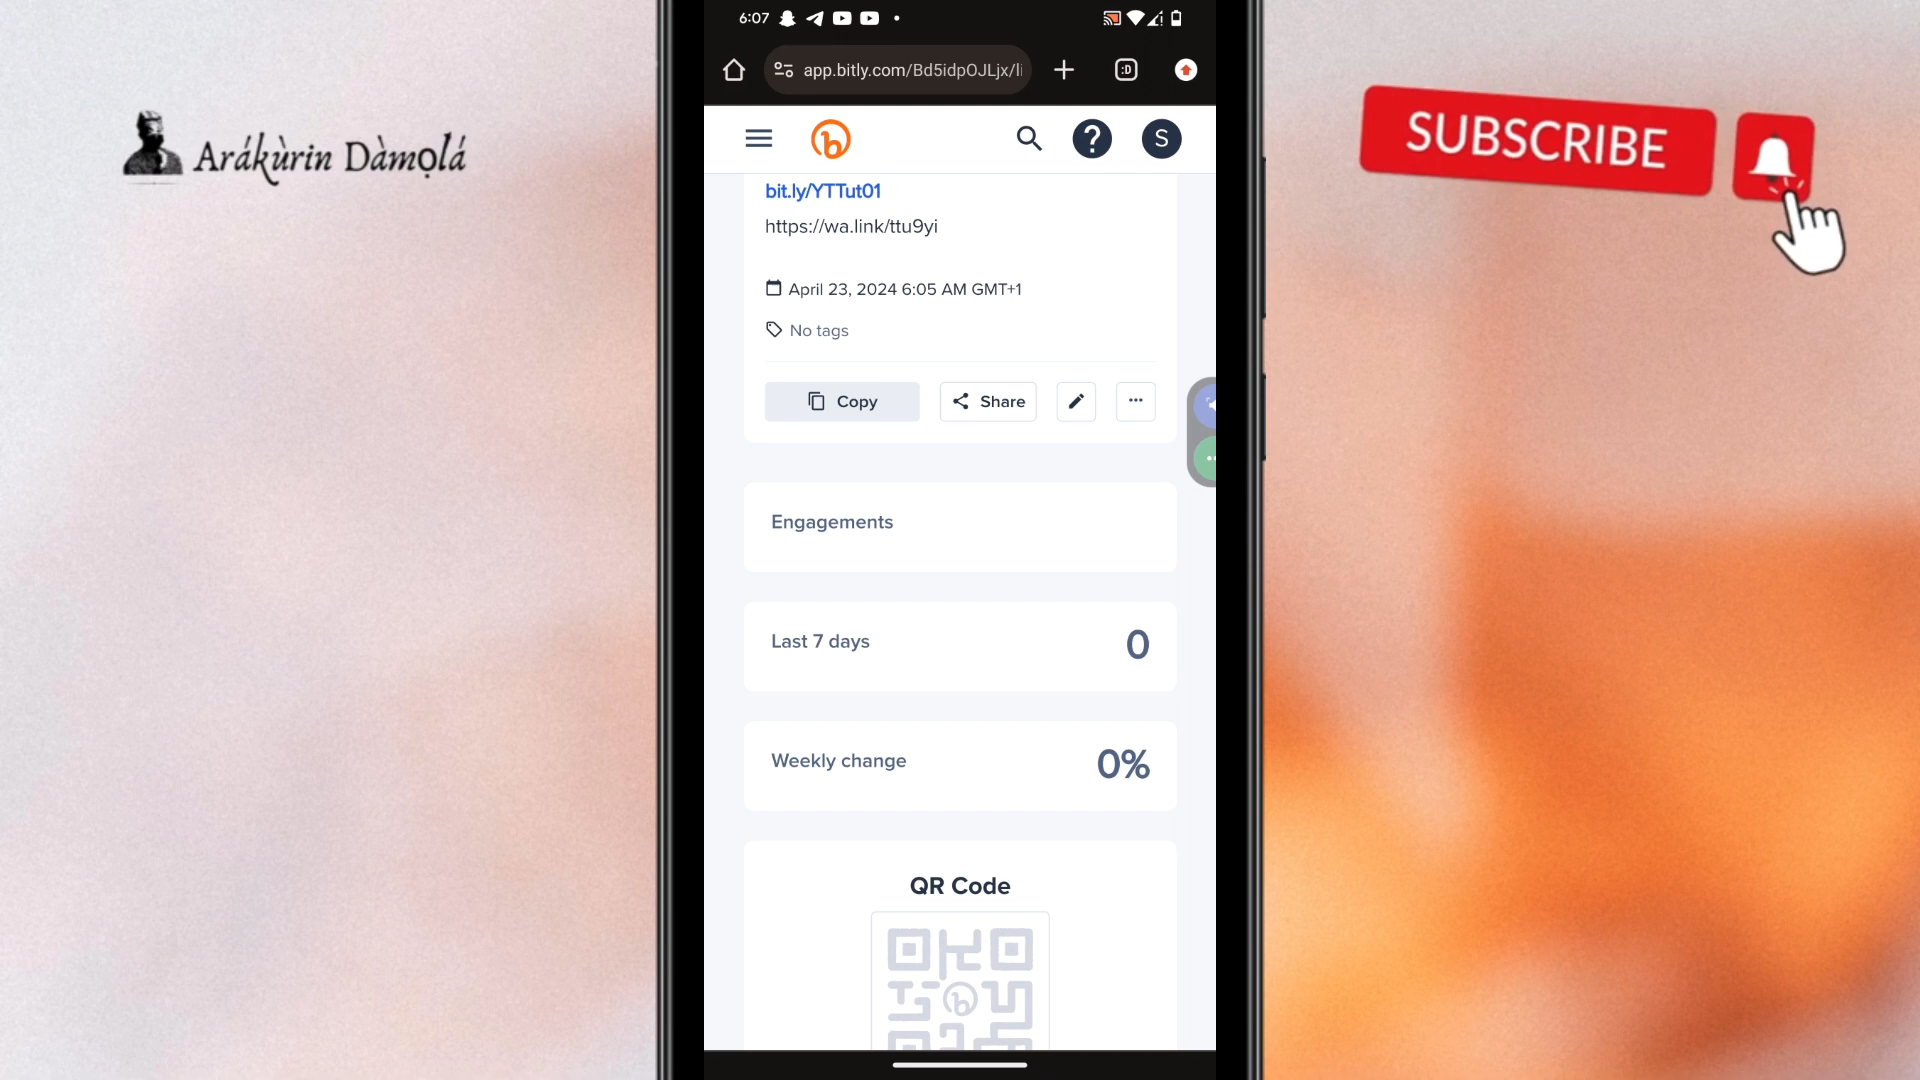 6:07
app.bitly.com/Bd5idpOJLjx/li
:D
S
bit.ly/YTTut01
https://wa.link/ttu9yi
April 23, 2024 6:05 AM GMT+1
No tags
Copy
Share
Engagements
Last 7 days
0
Weekly change
0%
QR Code
Arákùrin Dàmọlá
SUBSCRIBE